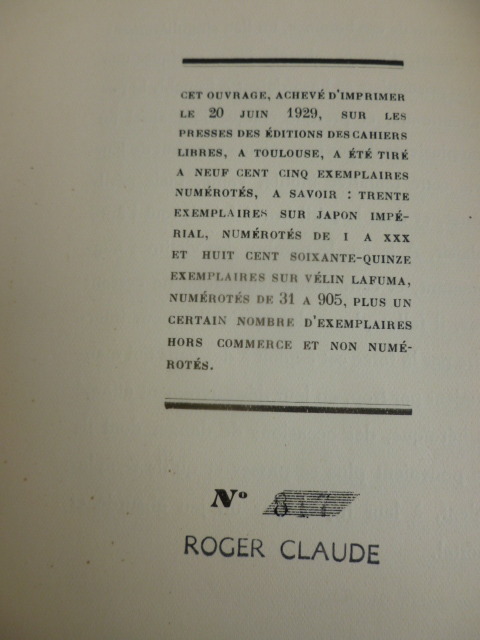 CET OUVRAGE, ACHEVÉ D'IMPRIMER
LE 20 JUIN 1929, SUR LES
PRESSES DES ÉDITIONS DES CAHIERS
LIBRES, A TOULOUSE, A ÉTÉ TIRÉ
A NEUF CENT CINQ EXEMPLAIRES
NUMÉROTÉS, A SAVOIR : TRENTE
EXEMPLAIRES SUR JAPON IMPÉ-
RIAL, NUMÉROTÉS DE I A XXX
ET HUIT CENT SOIXANTE-QUINZE
EXEMPLAIRES SUR VÉLIN LAFUMA,
NUMÉROTÉS DE 31 A 905, PLUS UN
CERTAIN NOMBRE D'EXEMPLAIRES
HORS COMMERCE ET NON NUMÉ-
ROTÉS.
N°
ROGER CLAUDE